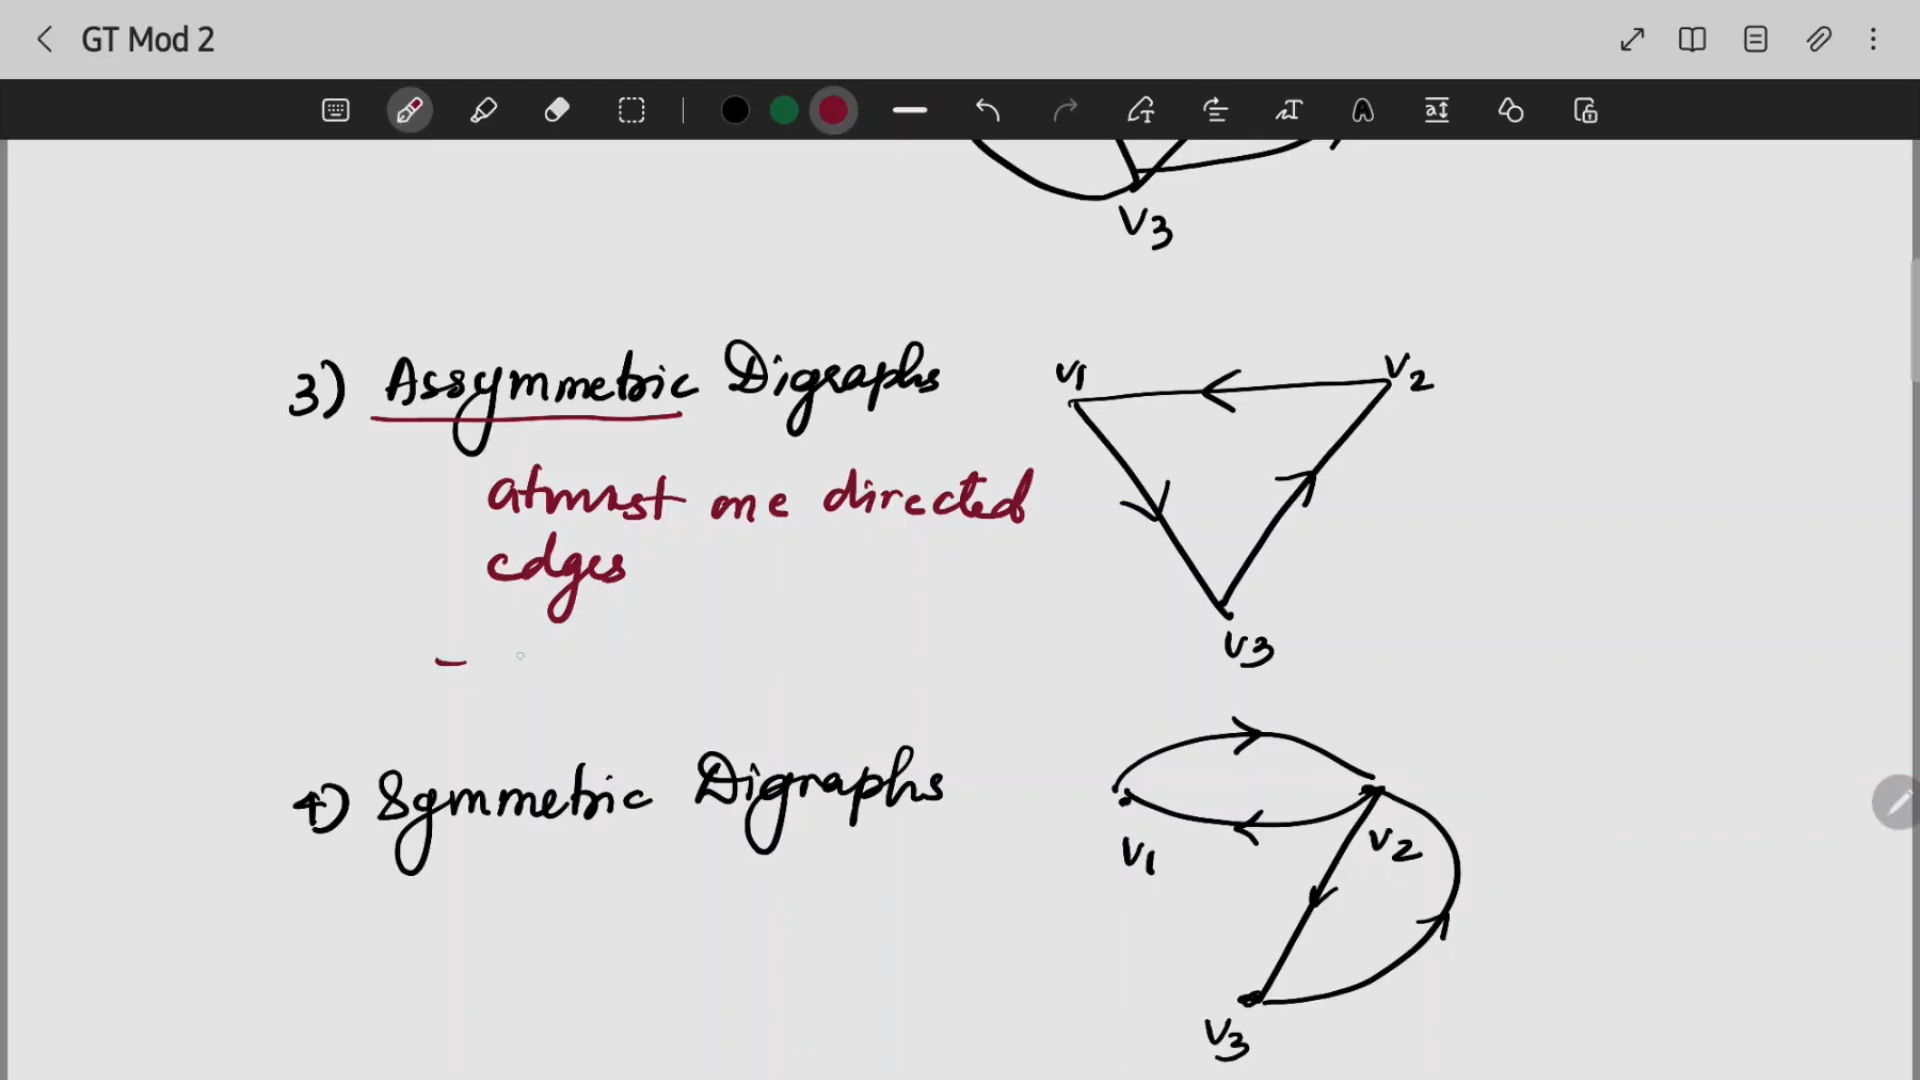 GT Mod 2
V3
3) Assymmetric Digraphs
V1
V2
atmost one directed
edges
V3
-
4) Symmetric Digraphs
V1
V2
V3